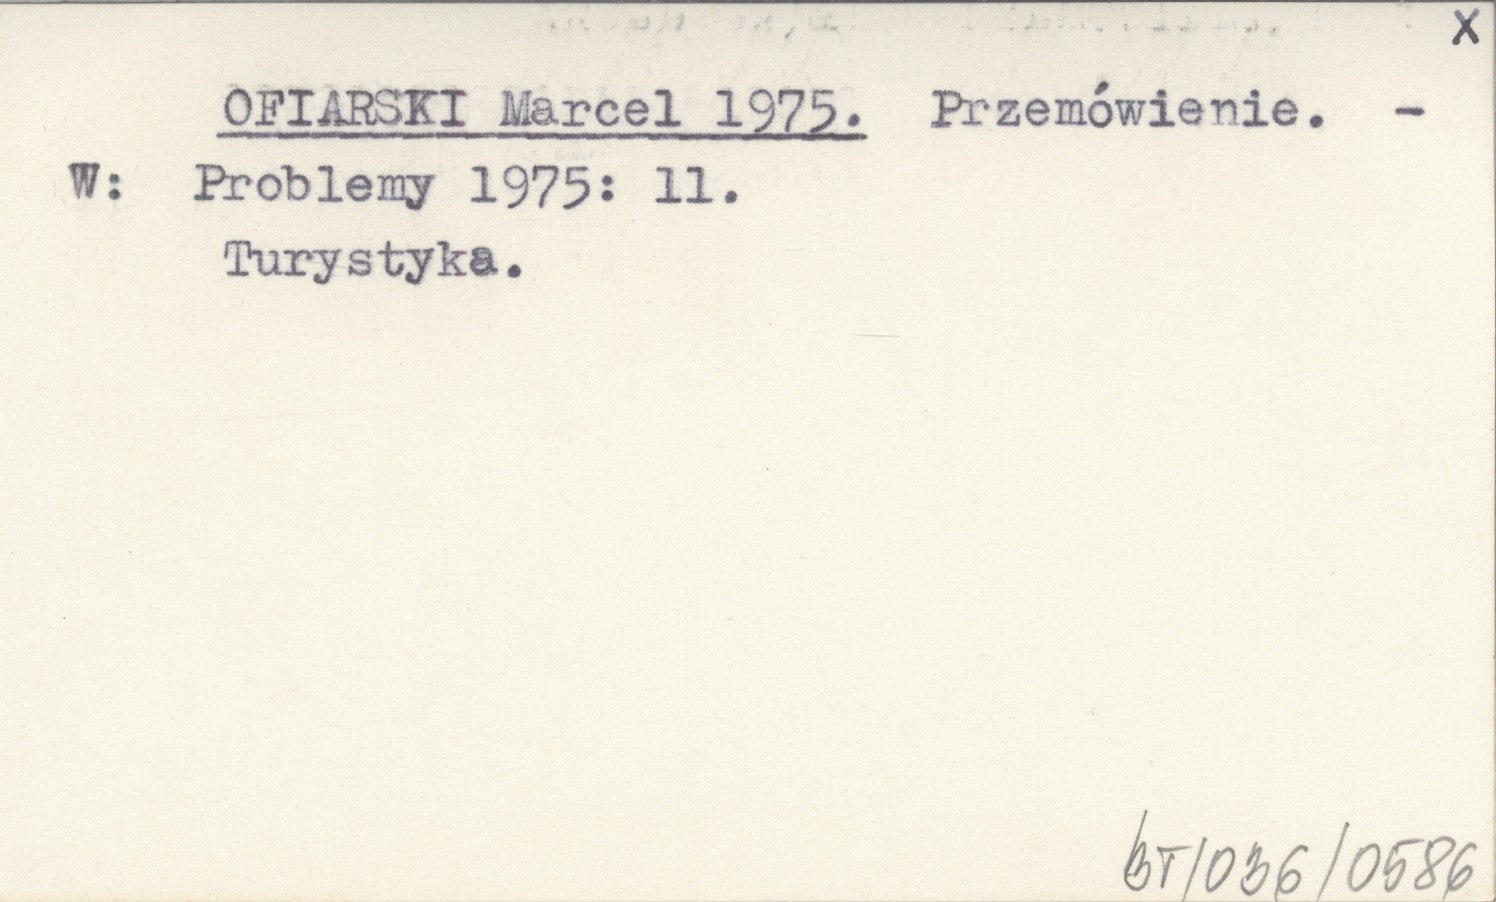 X
OFIARSKI Marcel 1975. Przemówienie. -
W: Problemy 1975: 11.
Turystyka.
BT/036/0586